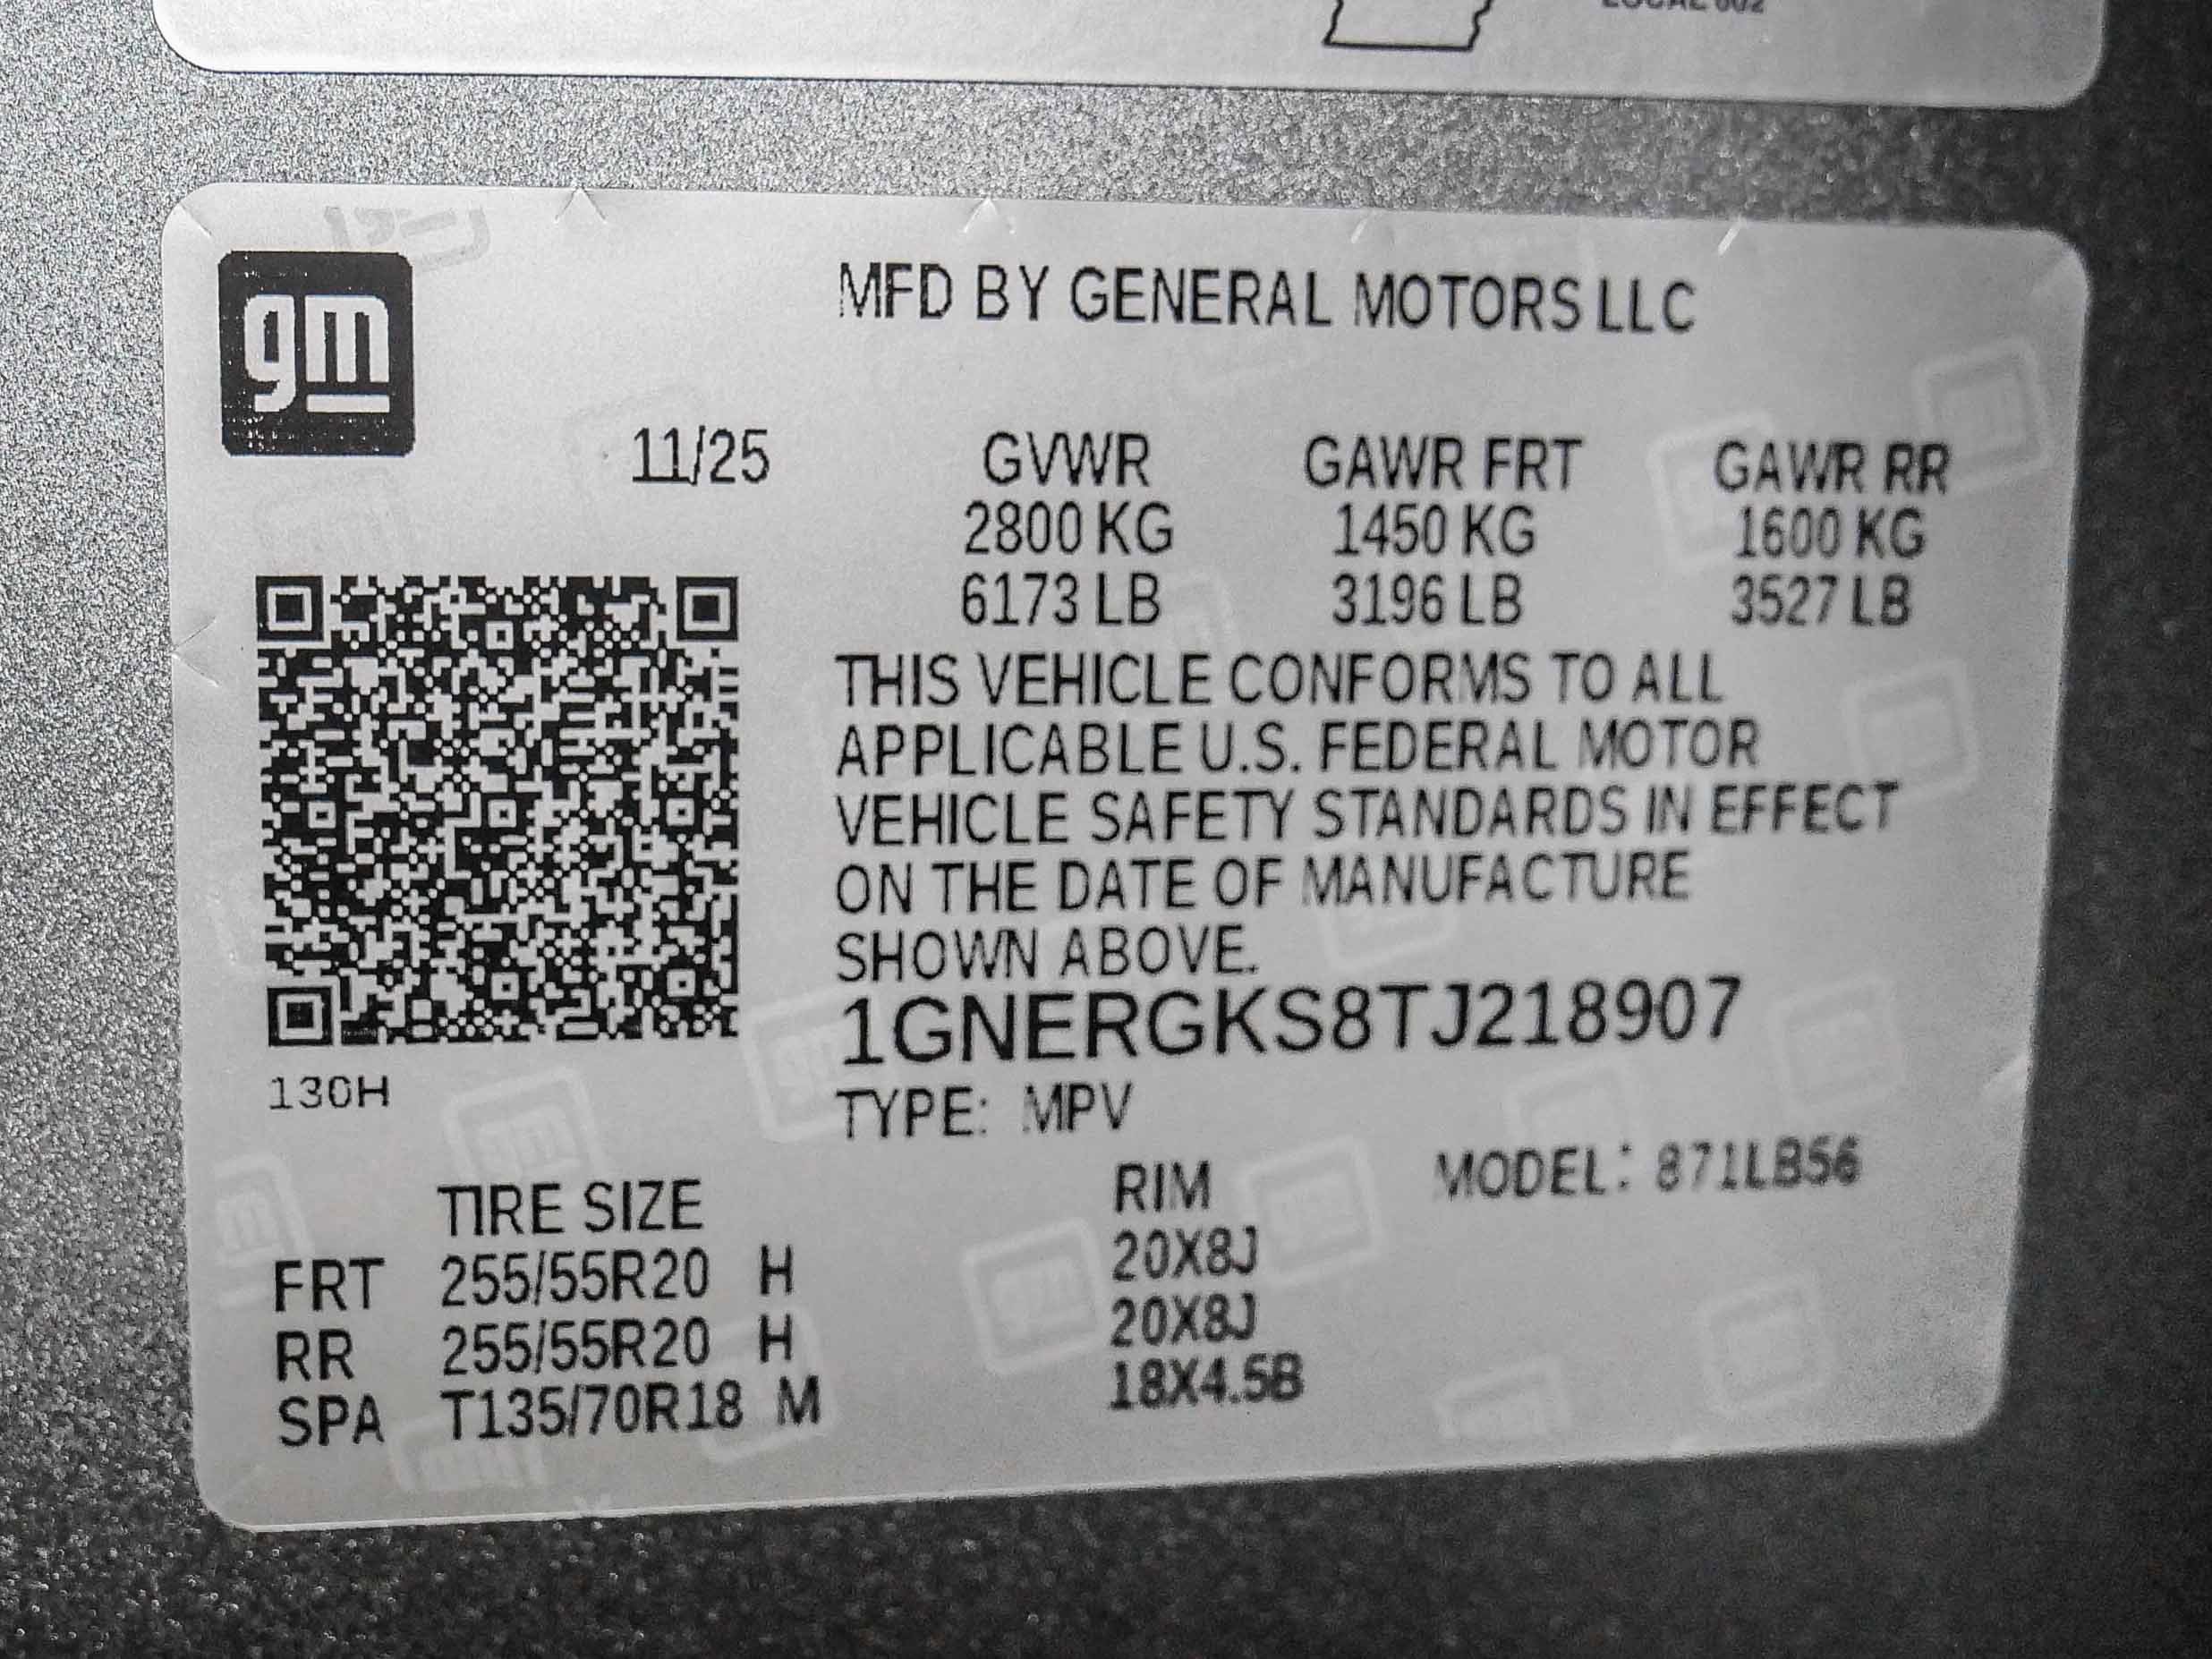 LOCAL 602
gm
MFD BY GENERAL MOTORS LLC
11/25 GVWR GAWR FRT GAWR RR
2800 KG 1450 KG 1600 KG
6173 LB 3196 LB 3527 LB
THIS VEHICLE CONFORMS TO ALL
APPLICABLE U.S. FEDERAL MOTOR
VEHICLE SAFETY STANDARDS IN EFFECT
ON THE DATE OF MANUFACTURE
SHOWN ABOVE.
1GNERGKS8TJ218907
130H
TYPE: MPV
MODEL: 871LB56
TIRE SIZE RIM
FRT 255/55R20 H 20X8J
RR 255/55R20 H 20X8J
SPA T135/70R18 M 18X4.5B